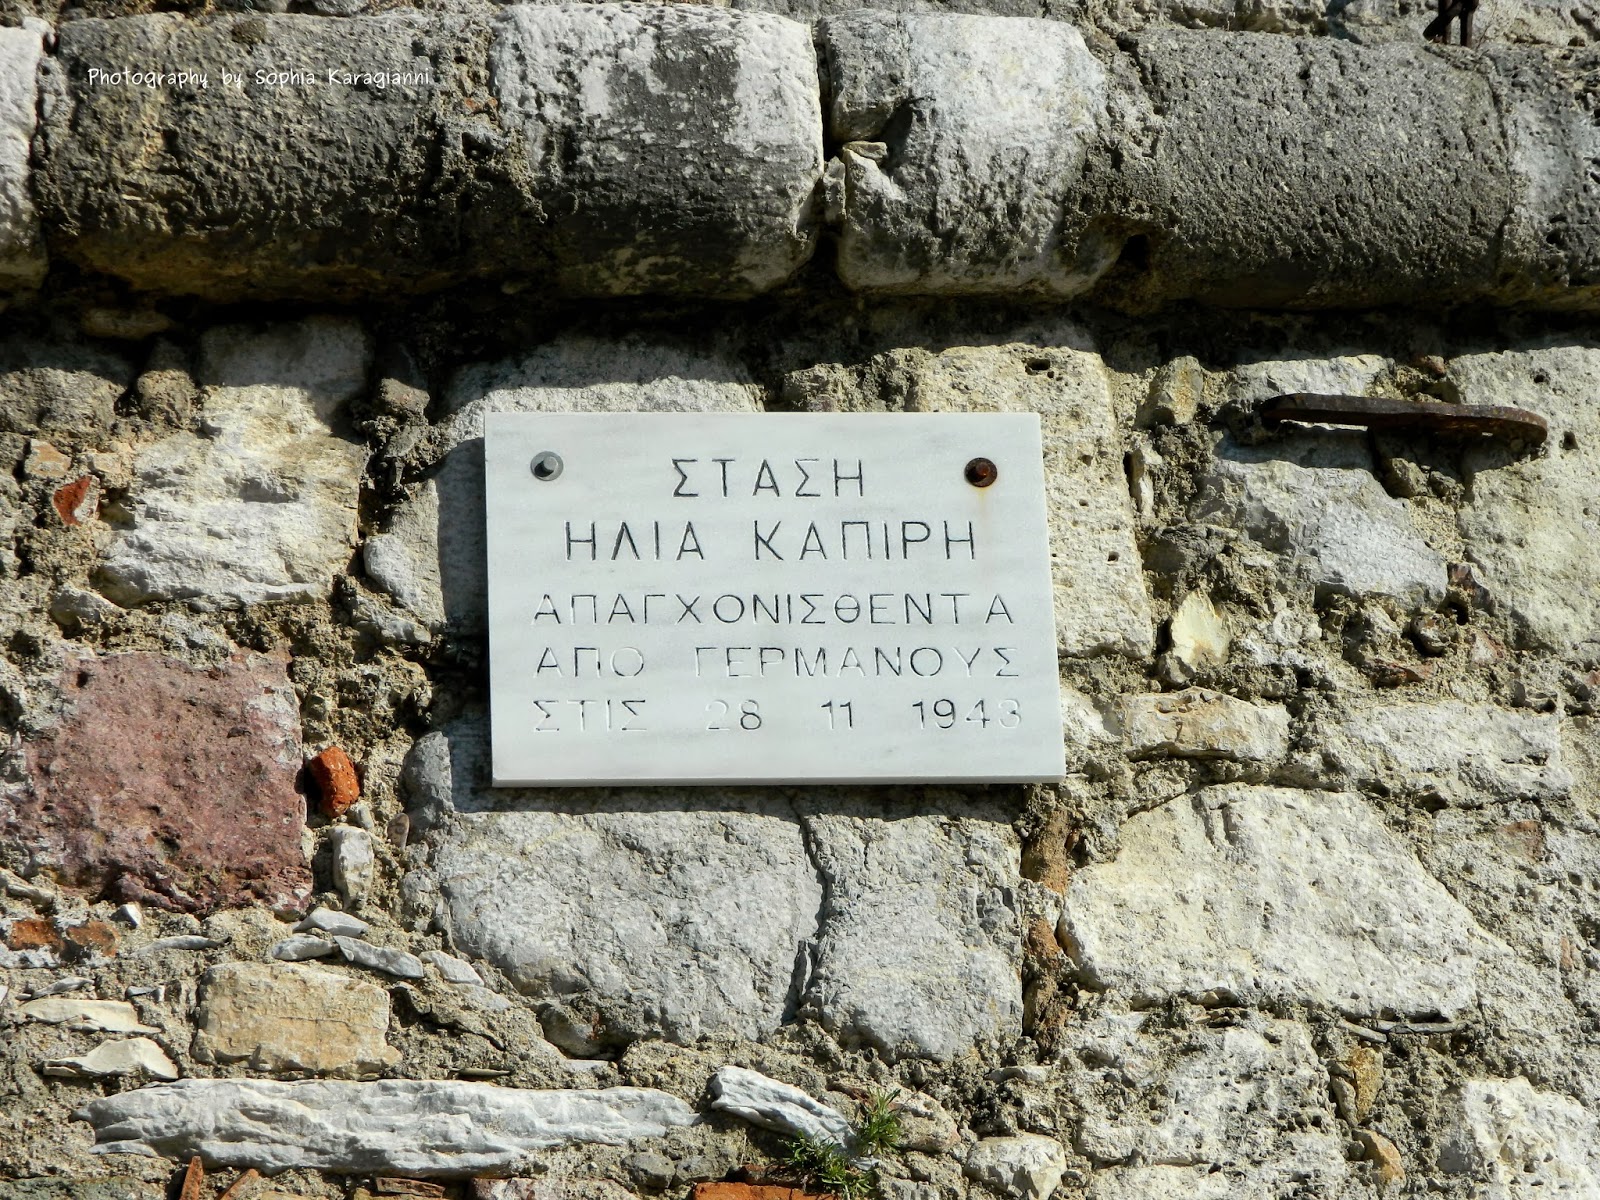 Photography by Sophia Karagianni
ΣΤΑΣΗ
ΗΛΙΑ ΚΑΠΙΡΗ
ΑΠΑΓΧΟΝΙΣΘΕΝΤΑ
ΑΠΟ ΓΕΡΜΑΝΟΥΣ
ΣΤΙΣ 28 11 1943